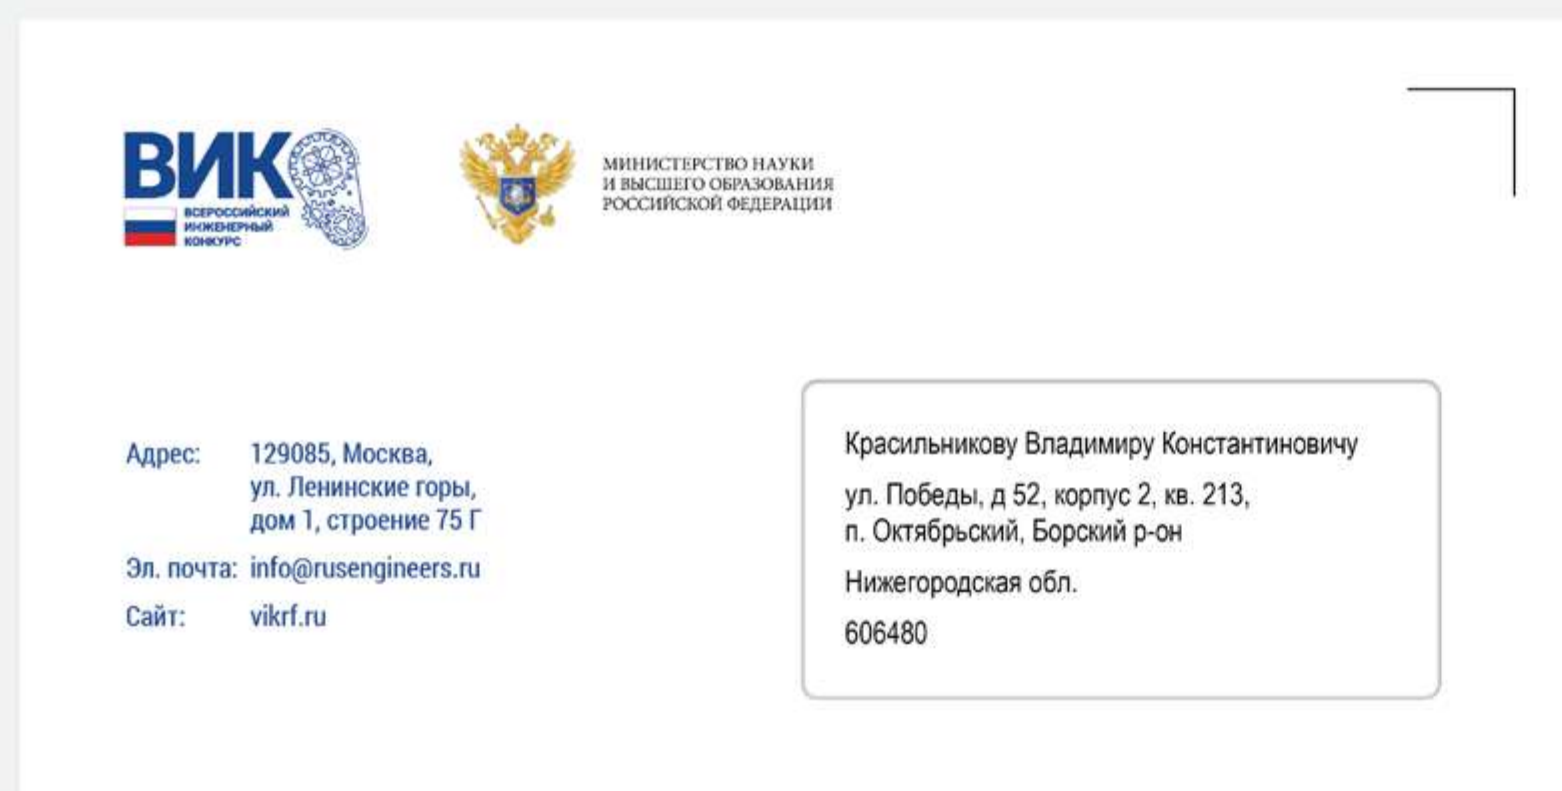 ВИК
ВСЕРОССИЙСКИЙ
ИНЖЕНЕРНЫЙ
КОНКУРС
МИНИСТЕРСТВО НАУКИ
И ВЫСШЕГО ОБРАЗОВАНИЯ
РОССИЙСКОЙ ФЕДЕРАЦИИ
Адрес: 129085, Москва,
ул. Ленинские горы,
дом 1, строение 75 Г
Эл. почта: info@rusengineers.ru
Сайт: vikrf.ru
Красильникову Владимиру Константиновичу
ул. Победы, д 52, корпус 2, кв. 213,
п. Октябрьский, Борский р-он
Нижегородская обл.
606480